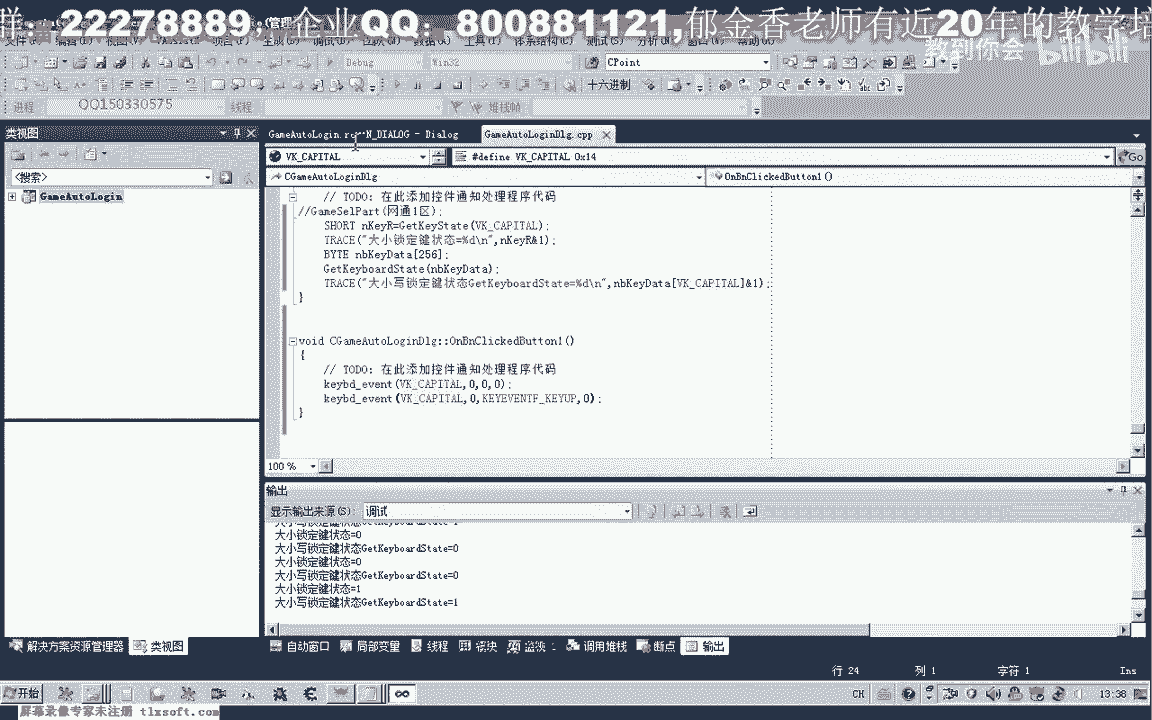 群：22278889，企业QQ：800881121,郁金香老师有近20年的教学培
教到你会 bilibili
Debug Win32 CPoint
十六进制
进程 QQ150330575 线程 堆栈帧
类视图
GameAutoLogin.r N_DIALOG - Dialog GameAutoLoginDlg.cpp
VK_CAPITAL #define VK_CAPITAL 0x14 Go
<搜索>
CGameAutoLoginDlg OnBnClickedButton1()
GameAutoLogin
// TODO: 在此添加控件通知处理程序代码
//GameSelPart(网通1区);
SHORT nKeyR=GetKeyState(VK_CAPITAL);
TRACE("大小锁定键状态=%d\n",nKeyR&1);
BYTE nbKeyData[256];
GetKeyboardState(nbKeyData);
TRACE("大小写锁定键状态GetKeyboardState=%d\n",nbKeyData[VK_CAPITAL]&1);
}
void CGameAutoLoginDlg::OnBnClickedButton1()
{
// TODO: 在此添加控件通知处理程序代码
keybd_event(VK_CAPITAL,0,0,0);
keybd_event(VK_CAPITAL,0,KEYEVENTF_KEYUP,0);
}
100 %
输出
显示输出来源(S): 调试
大小锁定键状态=0
大小写锁定键状态GetKeyboardState=0
大小锁定键状态=0
大小写锁定键状态GetKeyboardState=0
大小锁定键状态=1
大小写锁定键状态GetKeyboardState=1
解决方案资源管理器 类视图 自动窗口 局部变量 线程 模块 监视 1 调用堆栈 断点 输出
行 24 列 1 字符 1 Ins
开始 CH 13:38
屏幕录像专家未注册 tlxsoft.com